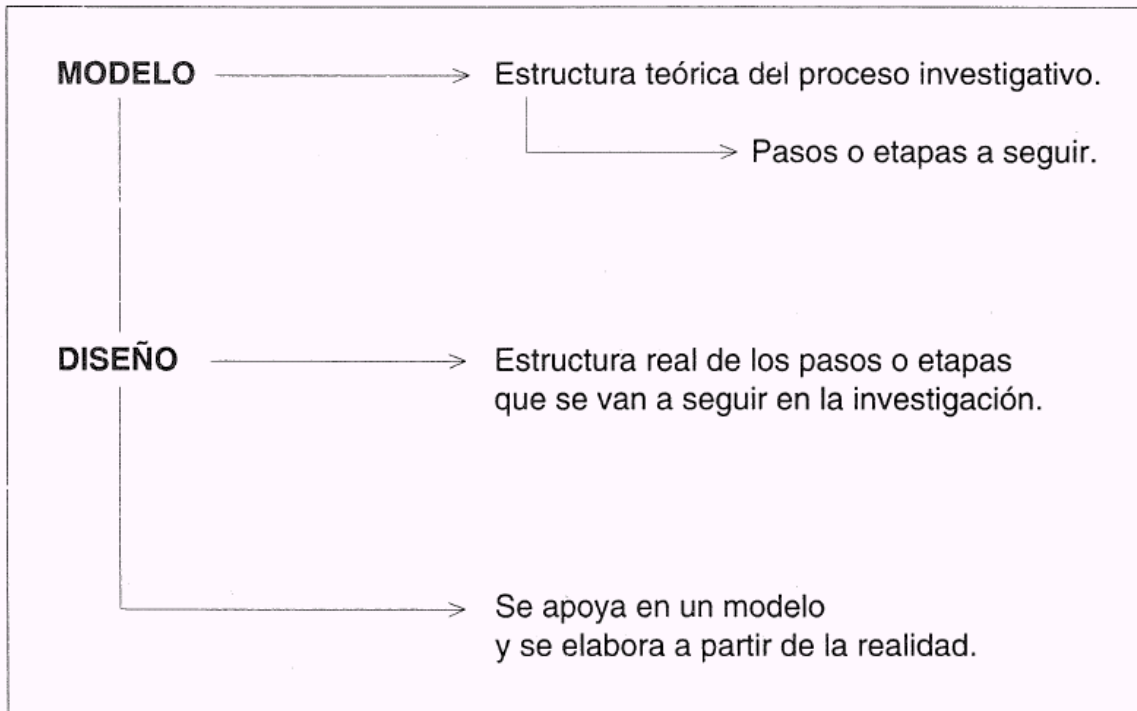 MODELO
Estructura teórica del proceso investigativo.
Pasos o etapas a seguir.
DISEÑO
Estructura real de los pasos o etapas
que se van a seguir en la investigación.
Se apoya en un modelo
y se elabora a partir de la realidad.